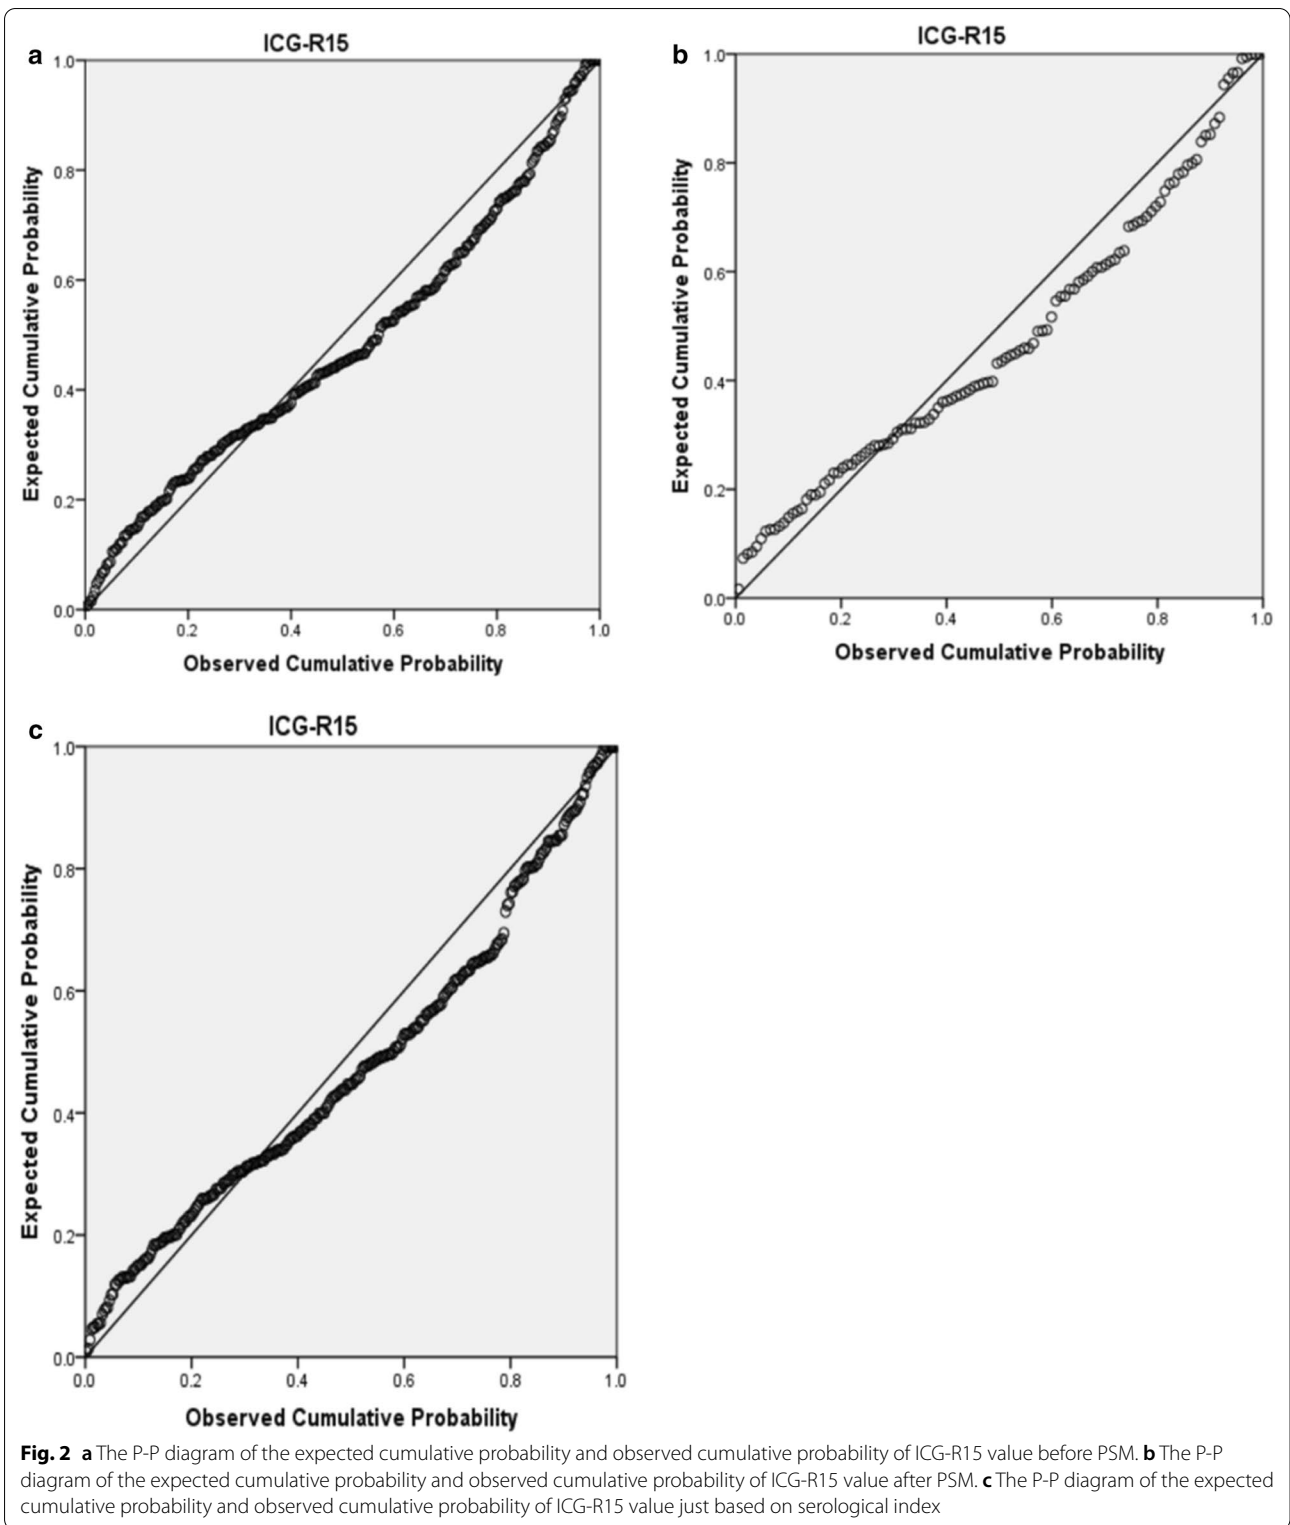 a
ICG-R15
1.0
0.8
0.6
0.4
0.2
0.0
Expected Cumulative Probability
0.0 0.2 0.4 0.6 0.8 1.0
Observed Cumulative Probability
b
ICG-R15
1.0
0.8
0.6
0.4
0.2
0.0
Expected Cumulative Probability
0.0 0.2 0.4 0.6 0.8 1.0
Observed Cumulative Probability
c
ICG-R15
1.0
0.8
0.6
0.4
0.2
0.0
Expected Cumulative Probability
0.0 0.2 0.4 0.6 0.8 1.0
Observed Cumulative Probability
Fig. 2 a The P-P diagram of the expected cumulative probability and observed cumulative probability of ICG-R15 value before PSM. b The P-P
diagram of the expected cumulative probability and observed cumulative probability of ICG-R15 value after PSM. c The P-P diagram of the expected
cumulative probability and observed cumulative probability of ICG-R15 value just based on serological index